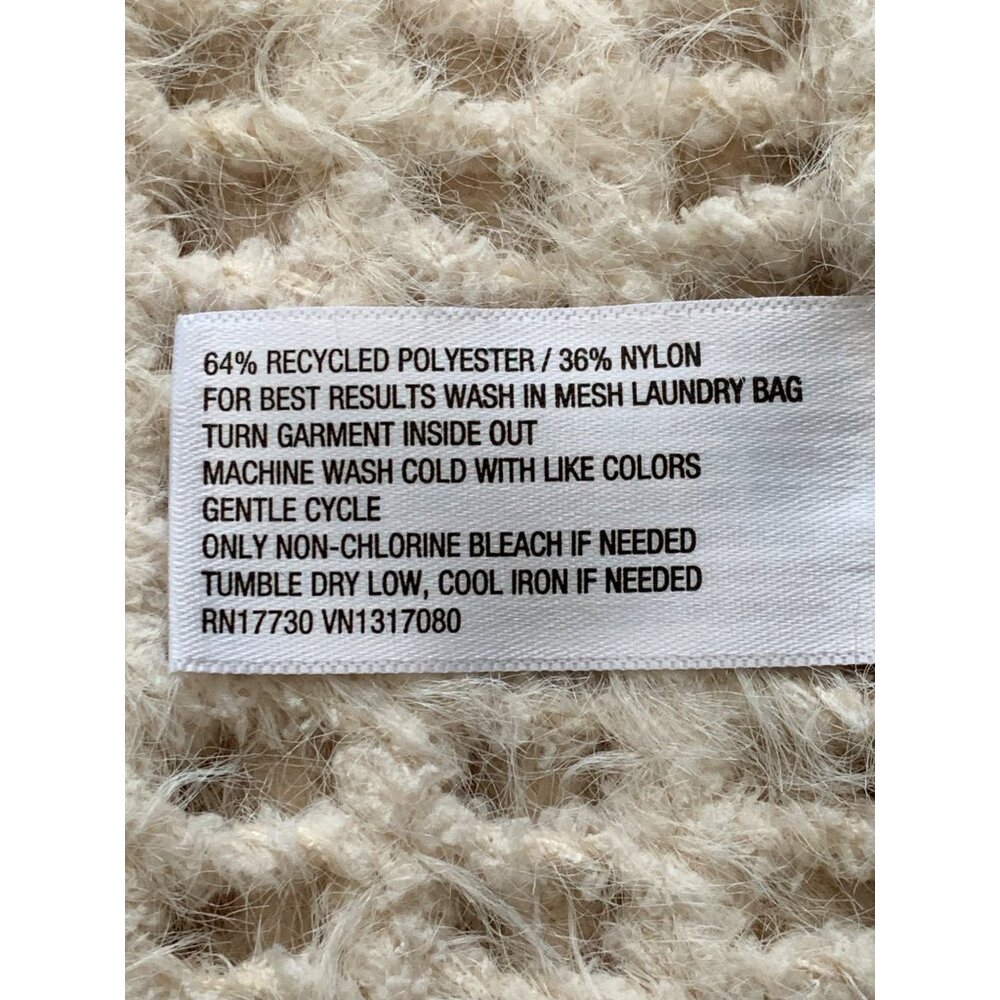 64% RECYCLED POLYESTER / 36% NYLON
FOR BEST RESULTS WASH IN MESH LAUNDRY BAG
TURN GARMENT INSIDE OUT
MACHINE WASH COLD WITH LIKE COLORS
GENTLE CYCLE
ONLY NON-CHLORINE BLEACH IF NEEDED
TUMBLE DRY LOW, COOL IRON IF NEEDED
RN17730 VN1317080